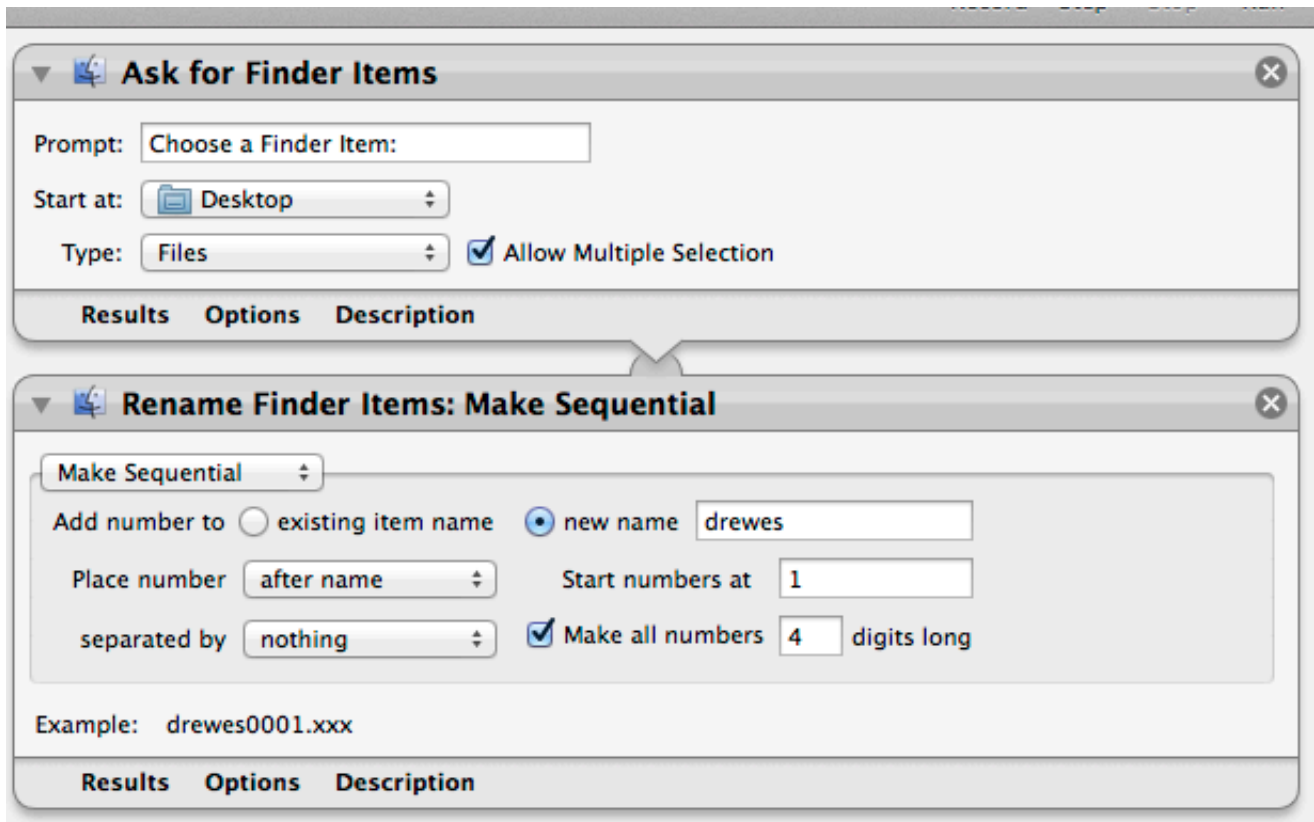 Ask for Finder Items
Prompt: Choose a Finder Item:
Start at: Desktop
Type: Files Allow Multiple Selection
Results Options Description
Rename Finder Items: Make Sequential
Make Sequential
Add number to existing item name new name drewes
Place number after name Start numbers at 1
separated by nothing Make all numbers 4 digits long
Example: drewes0001.xxx
Results Options Description